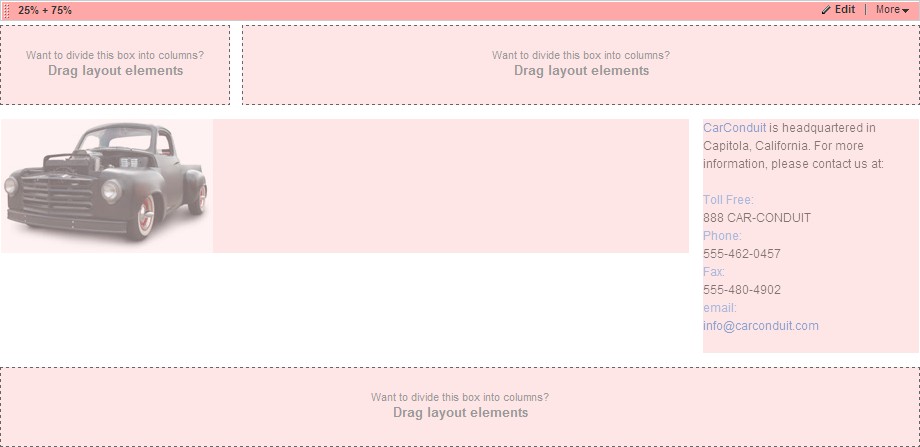 25% + 75%
Edit | More
Want to divide this box into columns?
Drag layout elements
Want to divide this box into columns?
Drag layout elements
CarConduit is headquartered in
Capitola, California. For more
information, please contact us at:
Toll Free:
888 CAR-CONDUIT
Phone:
555-462-0457
Fax:
555-480-4902
email:
info@carconduit.com
Want to divide this box into columns?
Drag layout elements